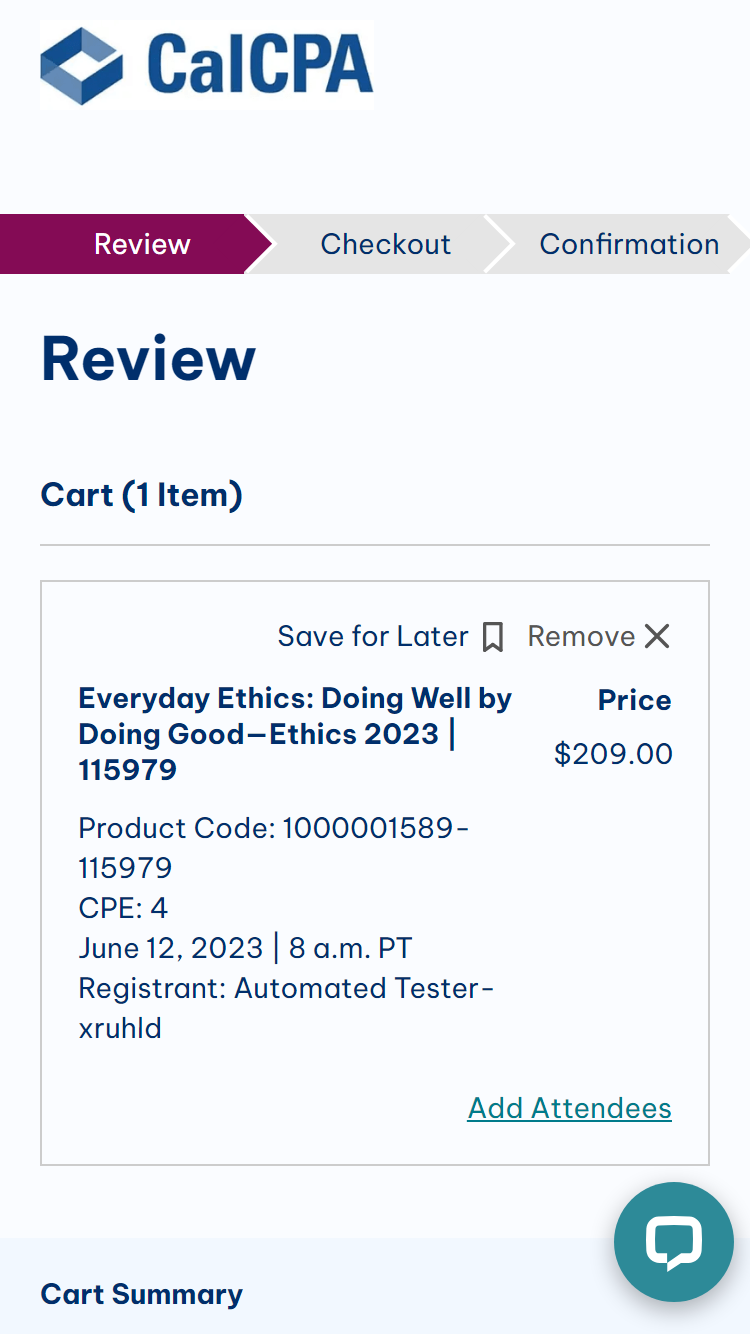 CalCPA
Review
Checkout
Confirmation
Review
Cart (1 Item)
Save for Later
Remove
Everyday Ethics: Doing Well by
Doing Good—Ethics 2023 |
115979
Price
$209.00
Product Code: 1000001589-
115979
CPE: 4
June 12, 2023 | 8 a.m. PT
Registrant: Automated Tester-
xruhld
Add Attendees
Cart Summary